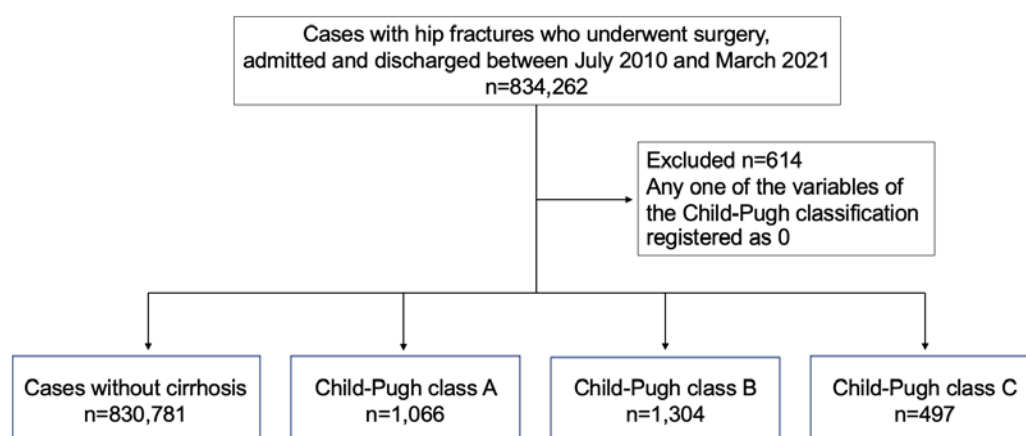 Cases with hip fractures who underwent surgery,
admitted and discharged between July 2010 and March 2021
n=834,262
Excluded n=614
Any one of the variables of
the Child-Pugh classification
registered as 0
Cases without cirrhosis
n=830,781
Child-Pugh class A
n=1,066
Child-Pugh class B
n=1,304
Child-Pugh class C
n=497